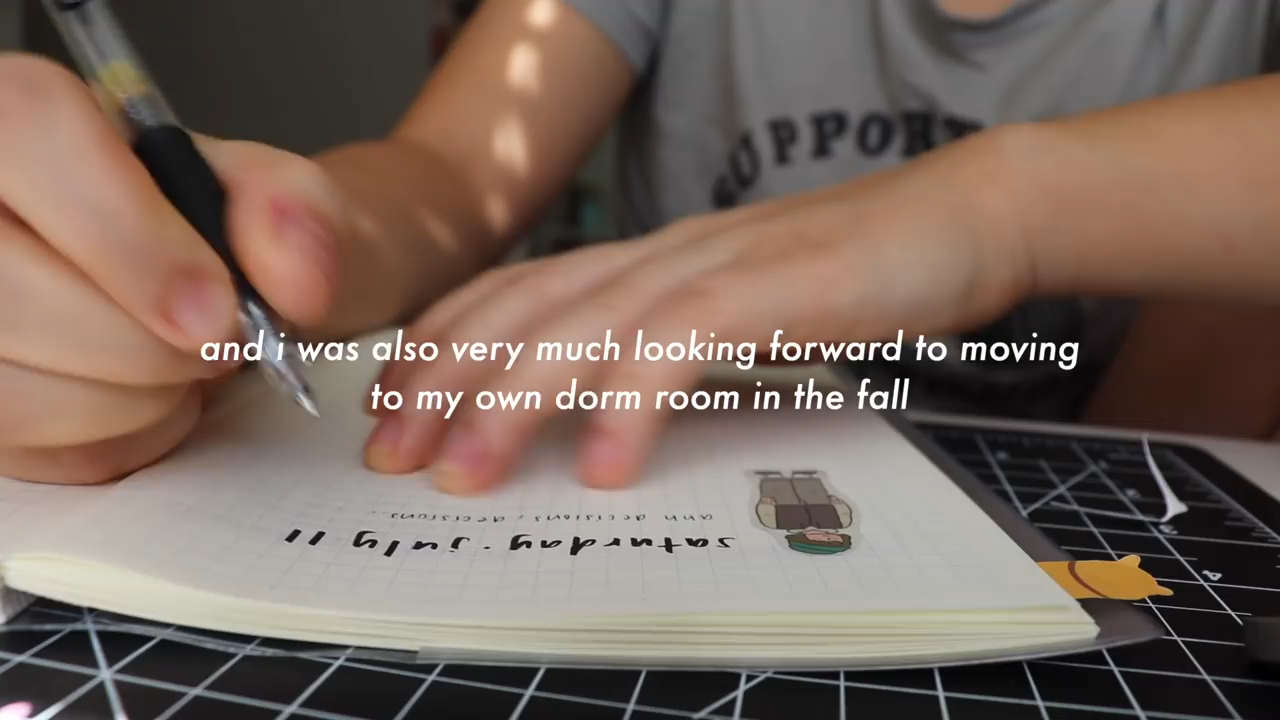 SUPPORT
and i was also very much looking forward to moving
to my own dorm room in the fall
saturday · july 11
ahh decisions, decisions...